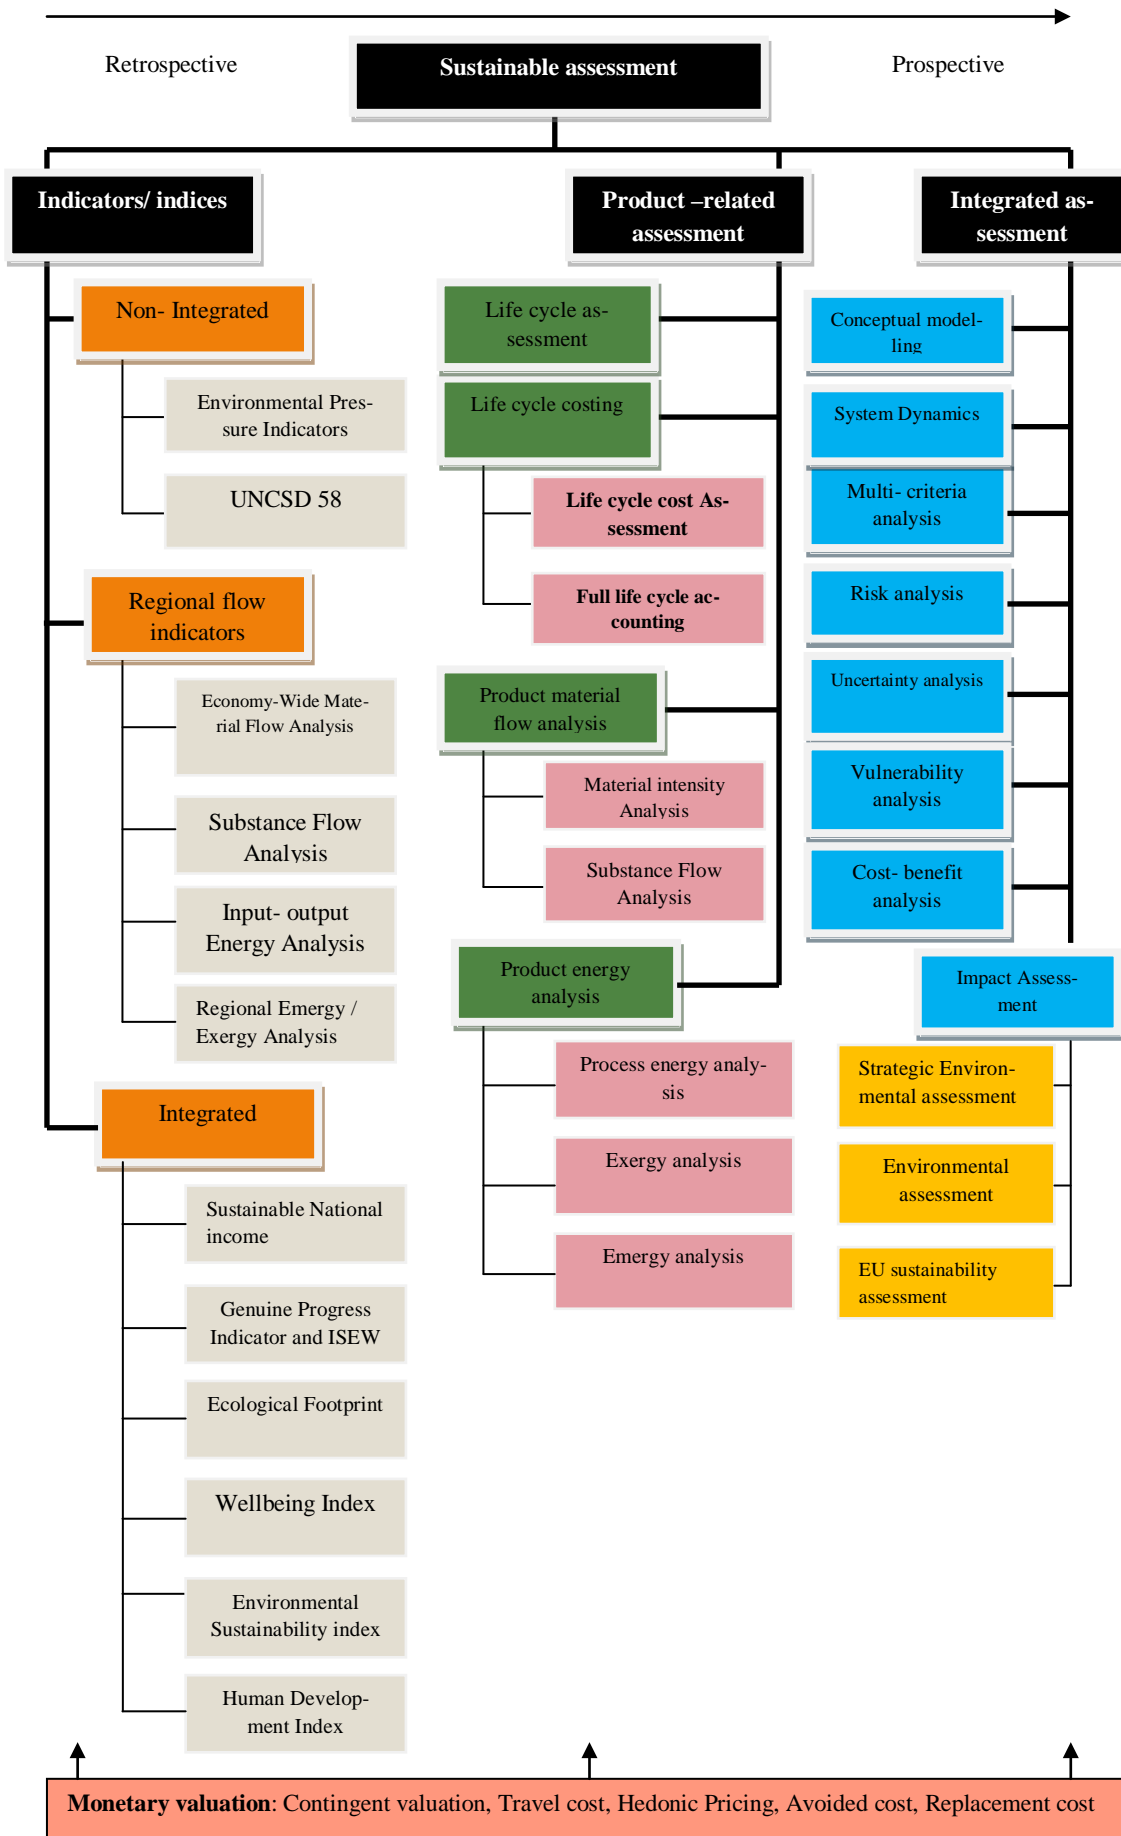 Retrospective
Sustainable assessment
Prospective
Indicators/ indices
Product –related
assessment
Integrated as-
sessment
Non- Integrated
Environmental Pres-
sure Indicators
UNCSD 58
Regional flow
indicators
Economy-Wide Mate-
rial Flow Analysis
Substance Flow
Analysis
Input- output
Energy Analysis
Regional Emergy /
Exergy Analysis
Integrated
Sustainable National
income
Genuine Progress
Indicator and ISEW
Ecological Footprint
Wellbeing Index
Environmental
Sustainability index
Human Develop-
ment Index
Life cycle as-
sessment
Life cycle costing
Life cycle cost As-
sessment
Full life cycle ac-
counting
Product material
flow analysis
Material intensity
Analysis
Substance Flow
Analysis
Product energy
analysis
Process energy analy-
sis
Exergy analysis
Emergy analysis
Conceptual model-
ling
System Dynamics
Multi- criteria
analysis
Risk analysis
Uncertainty analysis
Vulnerability
analysis
Cost- benefit
analysis
Impact Assess-
ment
Strategic Environ-
mental assessment
Environmental
assessment
EU sustainability
assessment
Monetary valuation: Contingent valuation, Travel cost, Hedonic Pricing, Avoided cost, Replacement cost